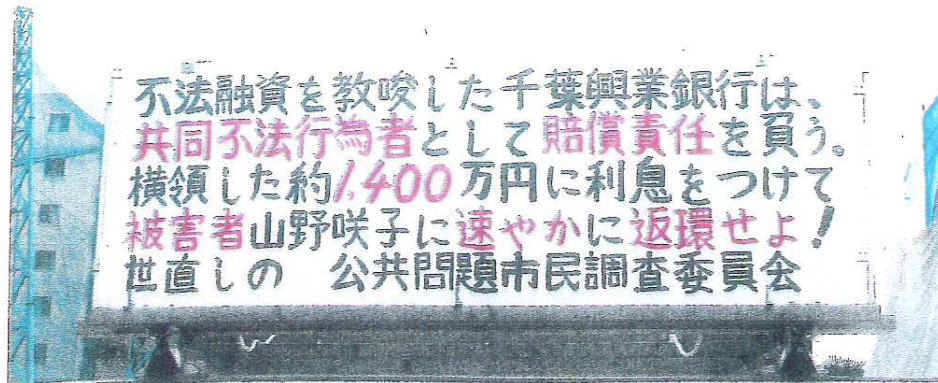 不法融資を教唆した千葉興業銀行は、
共同不法行為者として賠償責任を負う。
横領した約1,400万円に利息をつけて
被害者山野咲子に速やかに返環せよ!
世直しの 公共問題市民調査委員会